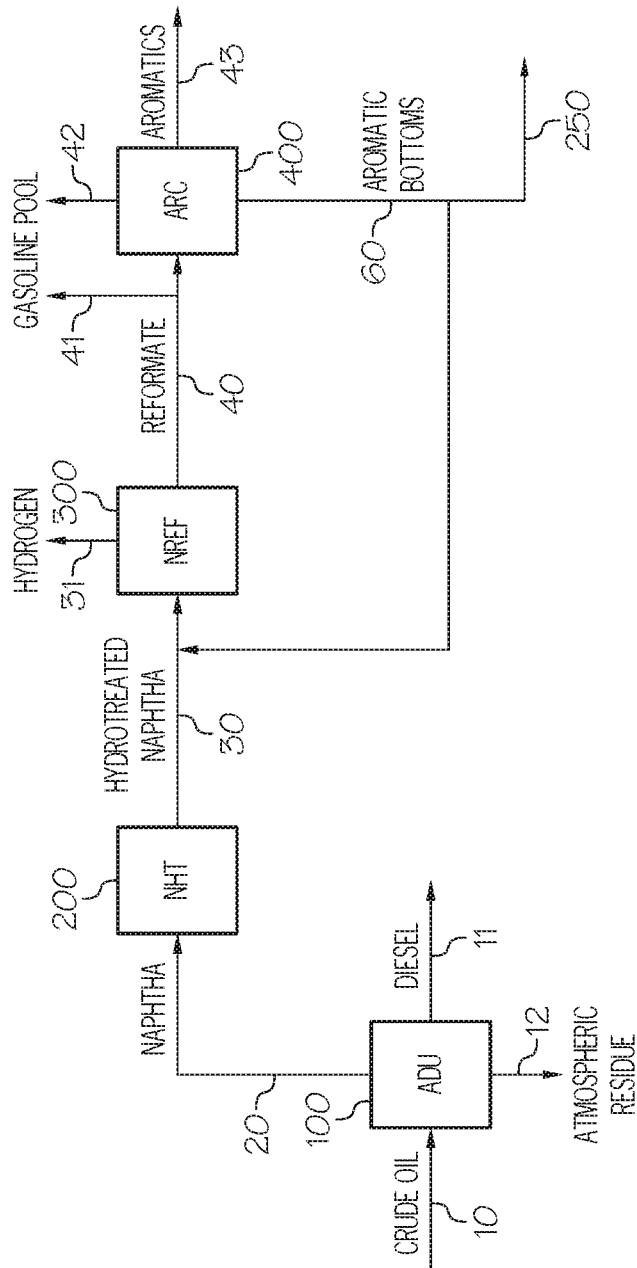 CRUDE OIL
10
ADU
100
DIESEL
11
12
ATMOSPHERIC
RESIDUE
20
NAPHTHA
NHT
200
HYDROTREATED
NAPHTHA
30
NREF
300
HYDROGEN
31
REFORMATE
40
GASOLINE POOL
41
42
ARC
400
AROMATICS
43
AROMATIC
BOTTOMS
60
250